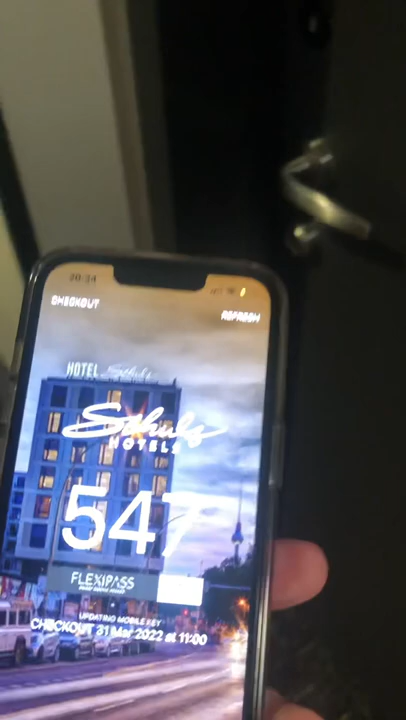 20:34
CHECKOUT
REFRESH
HOTEL Schulz
Schulz
HOTELS
547
FLEXIPASS
UPDATING MOBILE KEY
CHECKOUT 31 Mar 2022 at 11:00